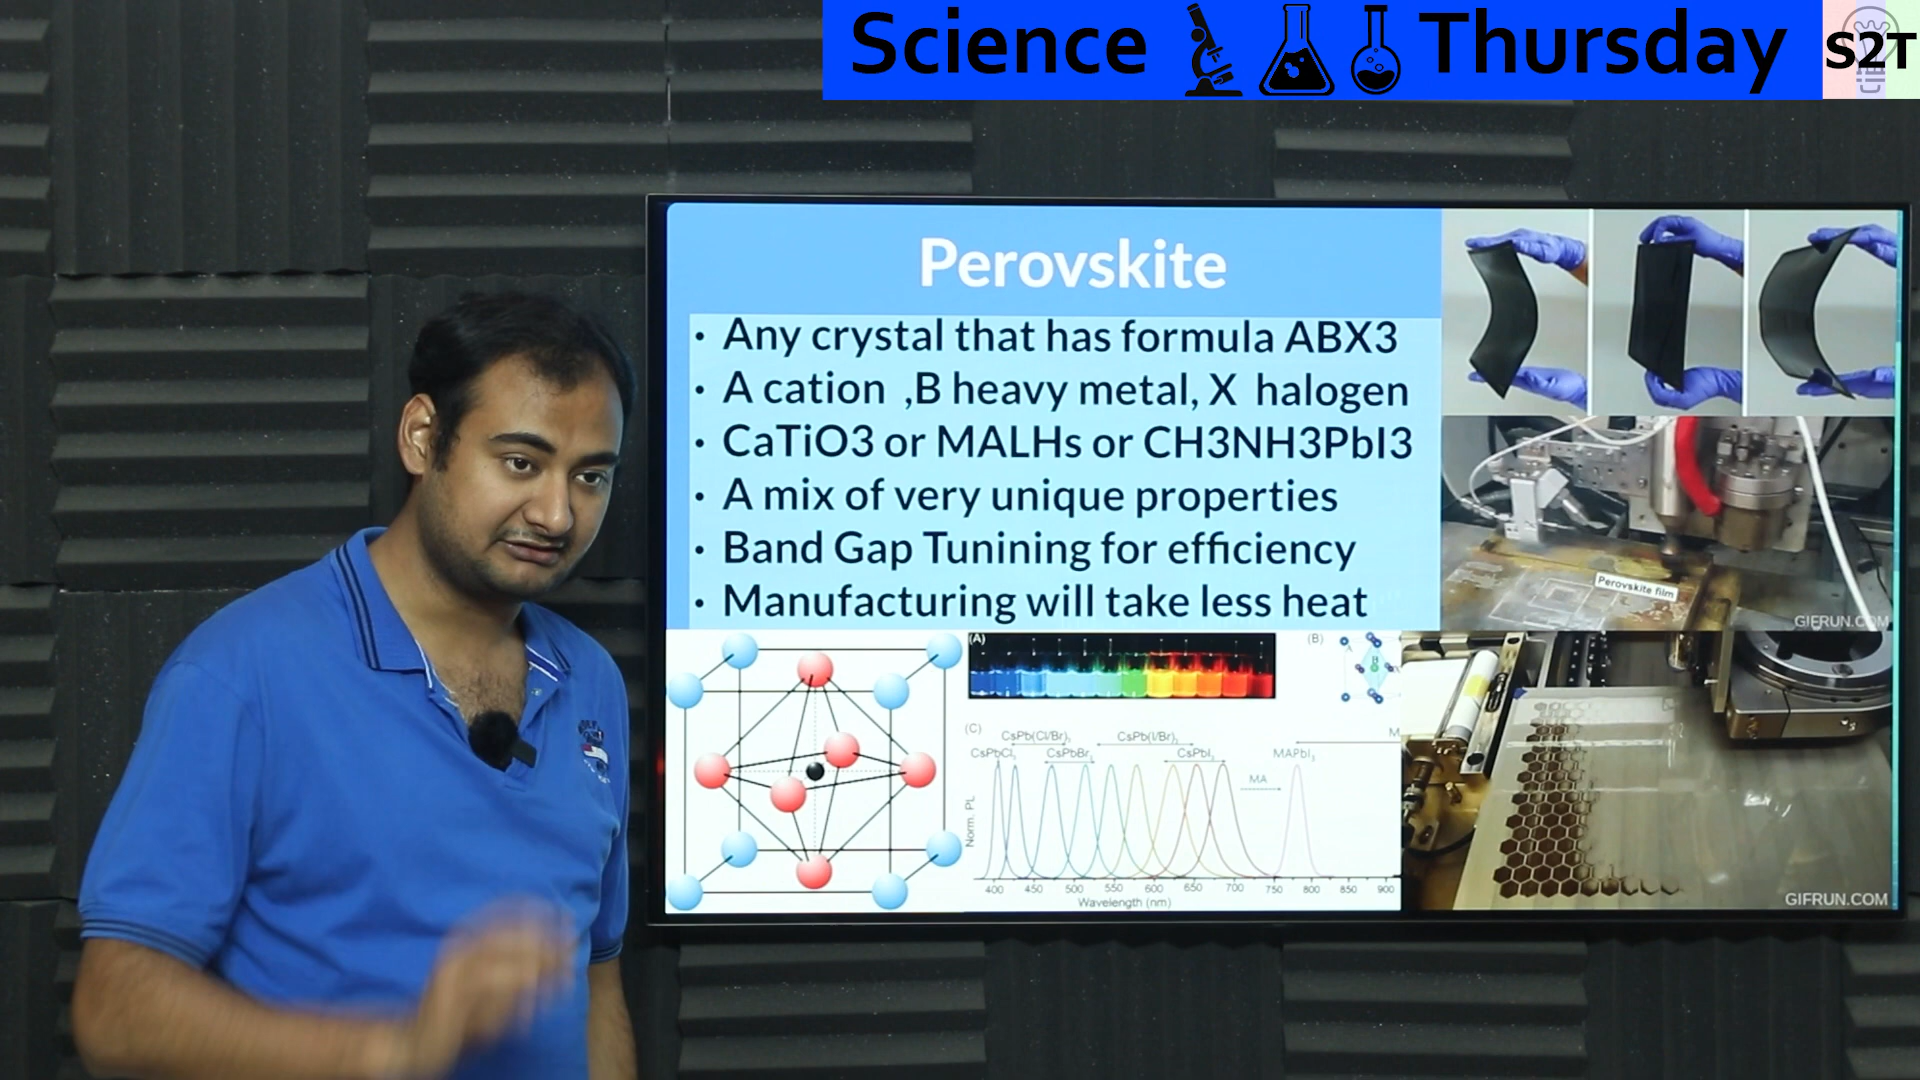 Science Thursday
S2T
Perovskite
• Any crystal that has formula ABX3
• A cation ,B heavy metal, X halogen
• CaTiO3 or MALHs or CH3NH3PbI3
• A mix of very unique properties
• Band Gap Tunining for efficiency
• Manufacturing will take less heat
Perovskite film
GIFRUN.COM
(A)
(B)
A
B
(C)
CsPb(Cl/Br)3
CsPb(I/Br)3
M
CsPbCl3
CsPbBr3
CsPbI3
MAPbI3
MA
Norm. PL
400 450 500 550 600 650 700 750 800 850 900
Wavelength (nm)
GIFRUN.COM